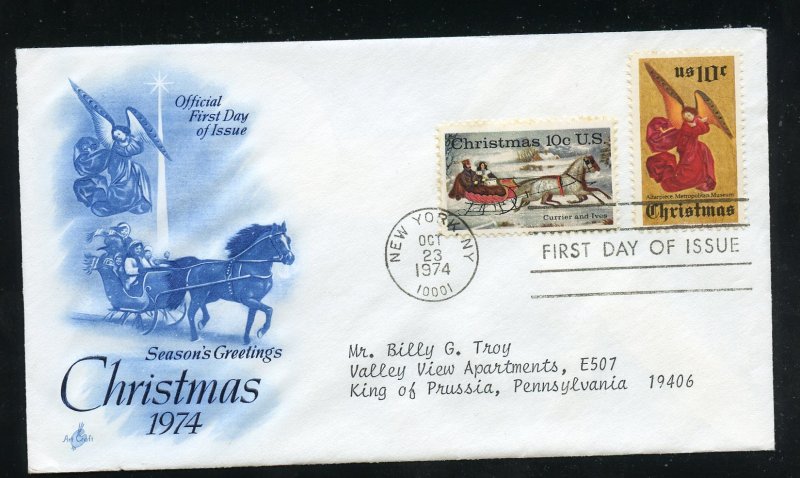 Official
First Day
of Issue
Season's Greetings
Christmas
1974
Art Craft
Christmas 10c U.S.
Currier and Ives
US 10c
Altarpiece, Metropolitan Museum
Christmas
NEW YORK, NY
OCT
23
1974
10001
FIRST DAY OF ISSUE
Mr. Billy G. Troy
Valley View Apartments, E507
King of Prussia, Pennsylvania 19406